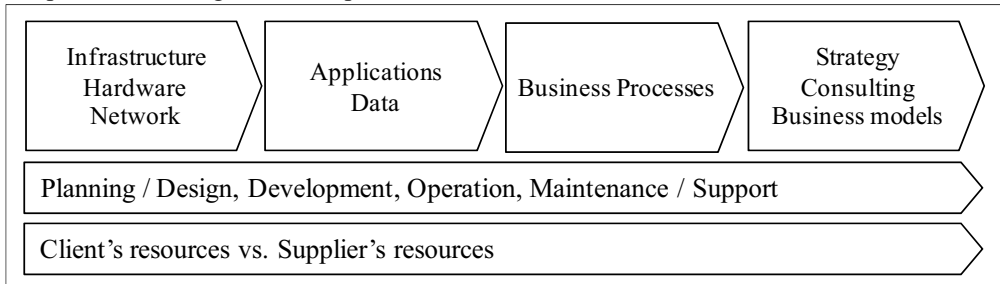 Infrastructure
Hardware
Network
Applications
Data
Business Processes
Strategy
Consulting
Business models
Planning / Design, Development, Operation, Maintenance / Support
Client’s resources vs. Supplier’s resources